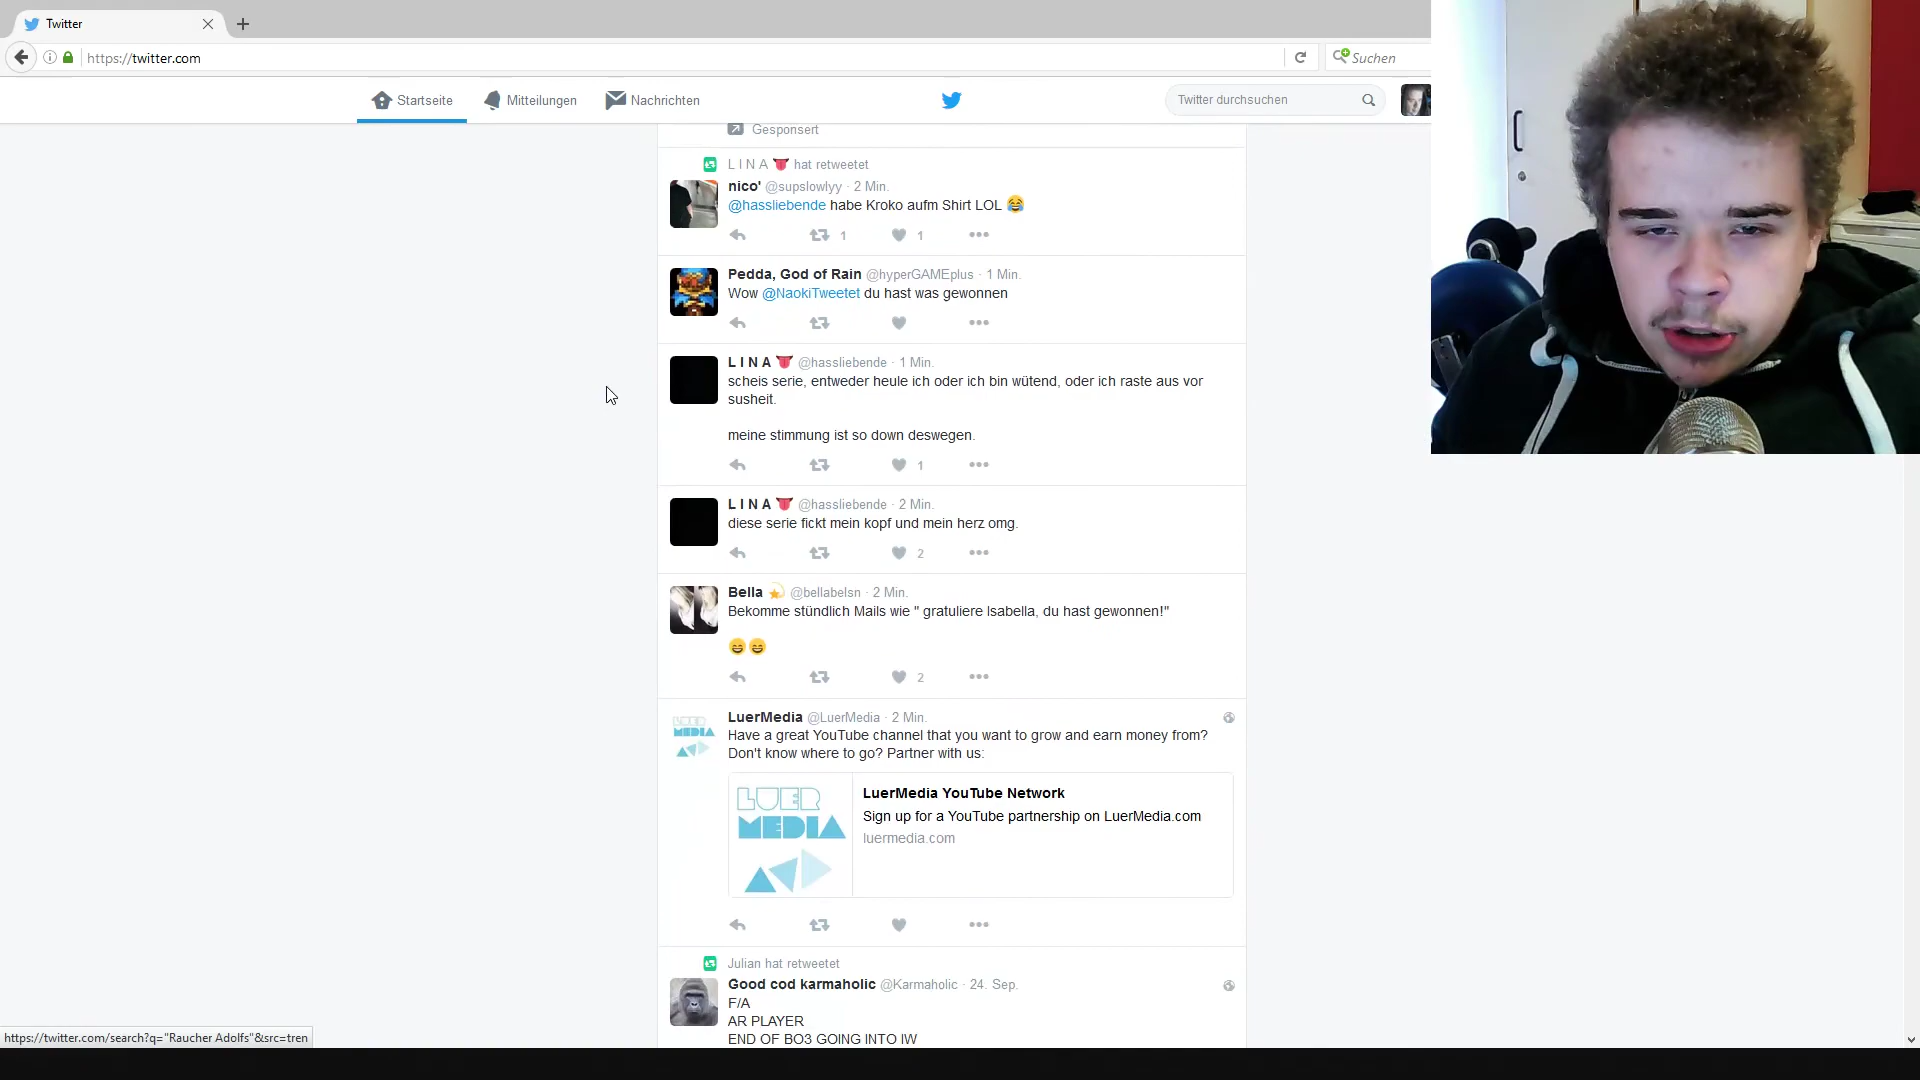 Twitter
https://twitter.com
Suchen
Startseite
Mitteilungen
Nachrichten
Twitter durchsuchen
Gesponsert
L I N A 👅 hat retweetet
nico' @supslowlyy · 2 Min.
@hassliebende habe Kroko aufm Shirt LOL 😂
1 1
Pedda, God of Rain @hyperGAMEplus · 1 Min.
Wow @NaokiTweetet du hast was gewonnen
L I N A 👅 @hassliebende · 1 Min.
scheis serie, entweder heule ich oder ich bin wütend, oder ich raste aus vor
susheit.
meine stimmung ist so down deswegen.
1
L I N A 👅 @hassliebende · 2 Min.
diese serie fickt mein kopf und mein herz omg.
2
Bella 💫 @bellabelsn · 2 Min.
Bekomme stündlich Mails wie " gratuliere Isabella, du hast gewonnen!"
😄😄
2
LUER
MEDIA
LuerMedia @LuerMedia · 2 Min.
Have a great YouTube channel that you want to grow and earn money from?
Don't know where to go? Partner with us:
LUER
MEDIA
LuerMedia YouTube Network
Sign up for a YouTube partnership on LuerMedia.com
luermedia.com
Julian hat retweetet
Good cod karmaholic @Karmaholic · 24. Sep.
F/A
AR PLAYER
END OF BO3 GOING INTO IW
https://twitter.com/search?q="Raucher Adolfs"&src=tren